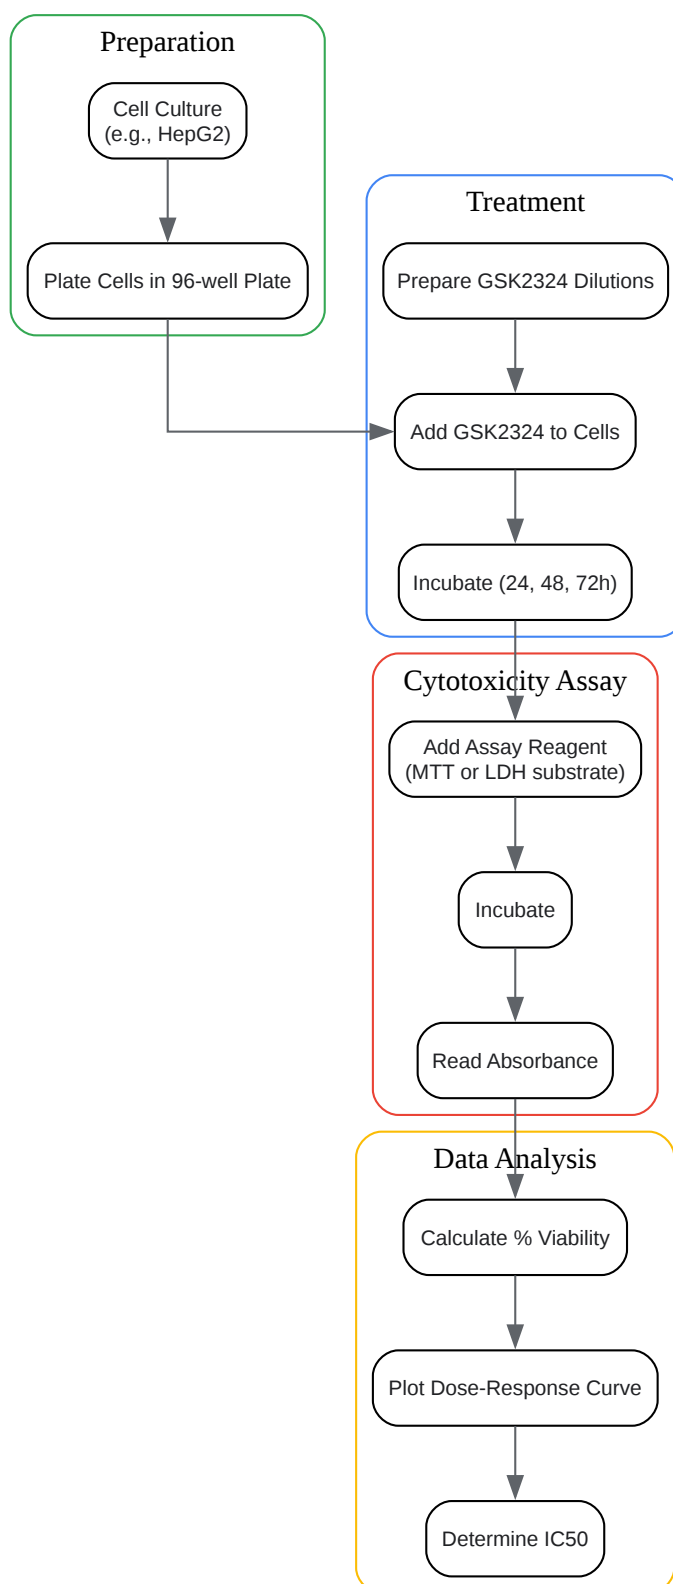 Preparation
Cell Culture
(e.g., HepG2)
Plate Cells in 96-well Plate
Treatment
Prepare GSK2324 Dilutions
Add GSK2324 to Cells
Incubate (24, 48, 72h)
Cytotoxicity Assay
Add Assay Reagent
(MTT or LDH substrate)
Incubate
Read Absorbance
Data Analysis
Calculate % Viability
Plot Dose-Response Curve
Determine IC50